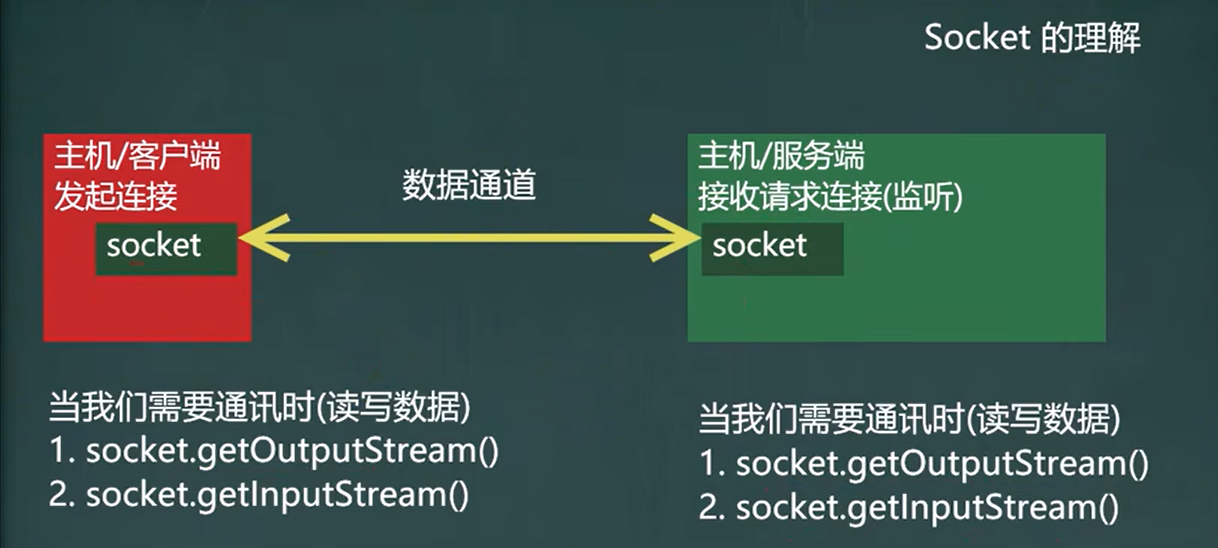 Socket 的理解
主机/客户端
发起连接
socket
数据通道
主机/服务端
接收请求连接(监听)
socket
当我们需要通讯时(读写数据)
1. socket.getOutputStream()
2. socket.getInputStream()
当我们需要通讯时(读写数据)
1. socket.getOutputStream()
2. socket.getInputStream()